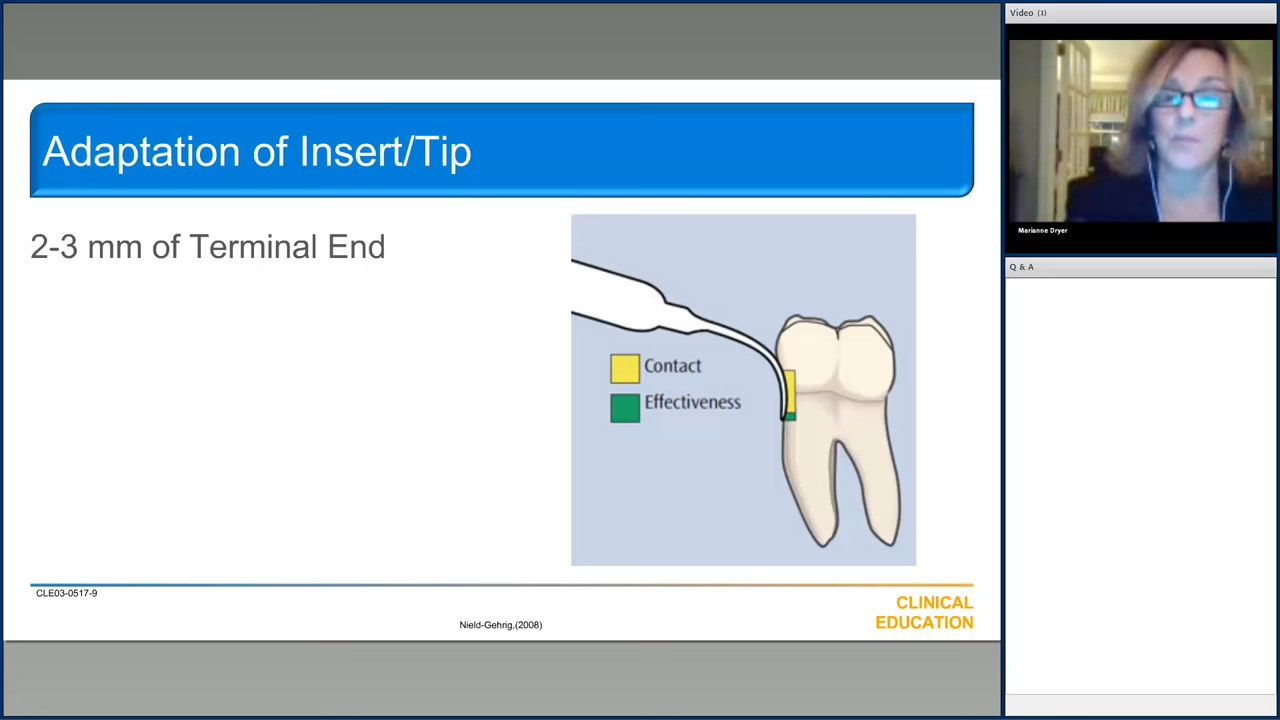 Adaptation of Insert/Tip
2-3 mm of Terminal End
Contact
Effectiveness
CLE03-0517-9
Nield-Gehrig,(2008)
CLINICAL
EDUCATION
Video (1)
Marianne Dryer
Q & A